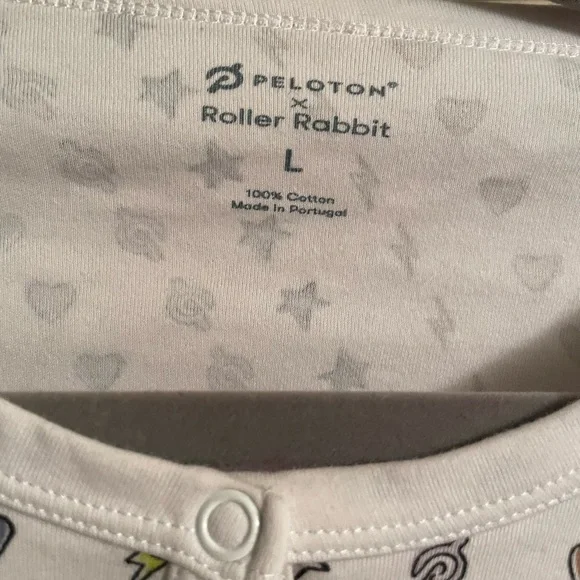 PELOTON®
×
Roller Rabbit
L
100% Cotton
Made in Portugal